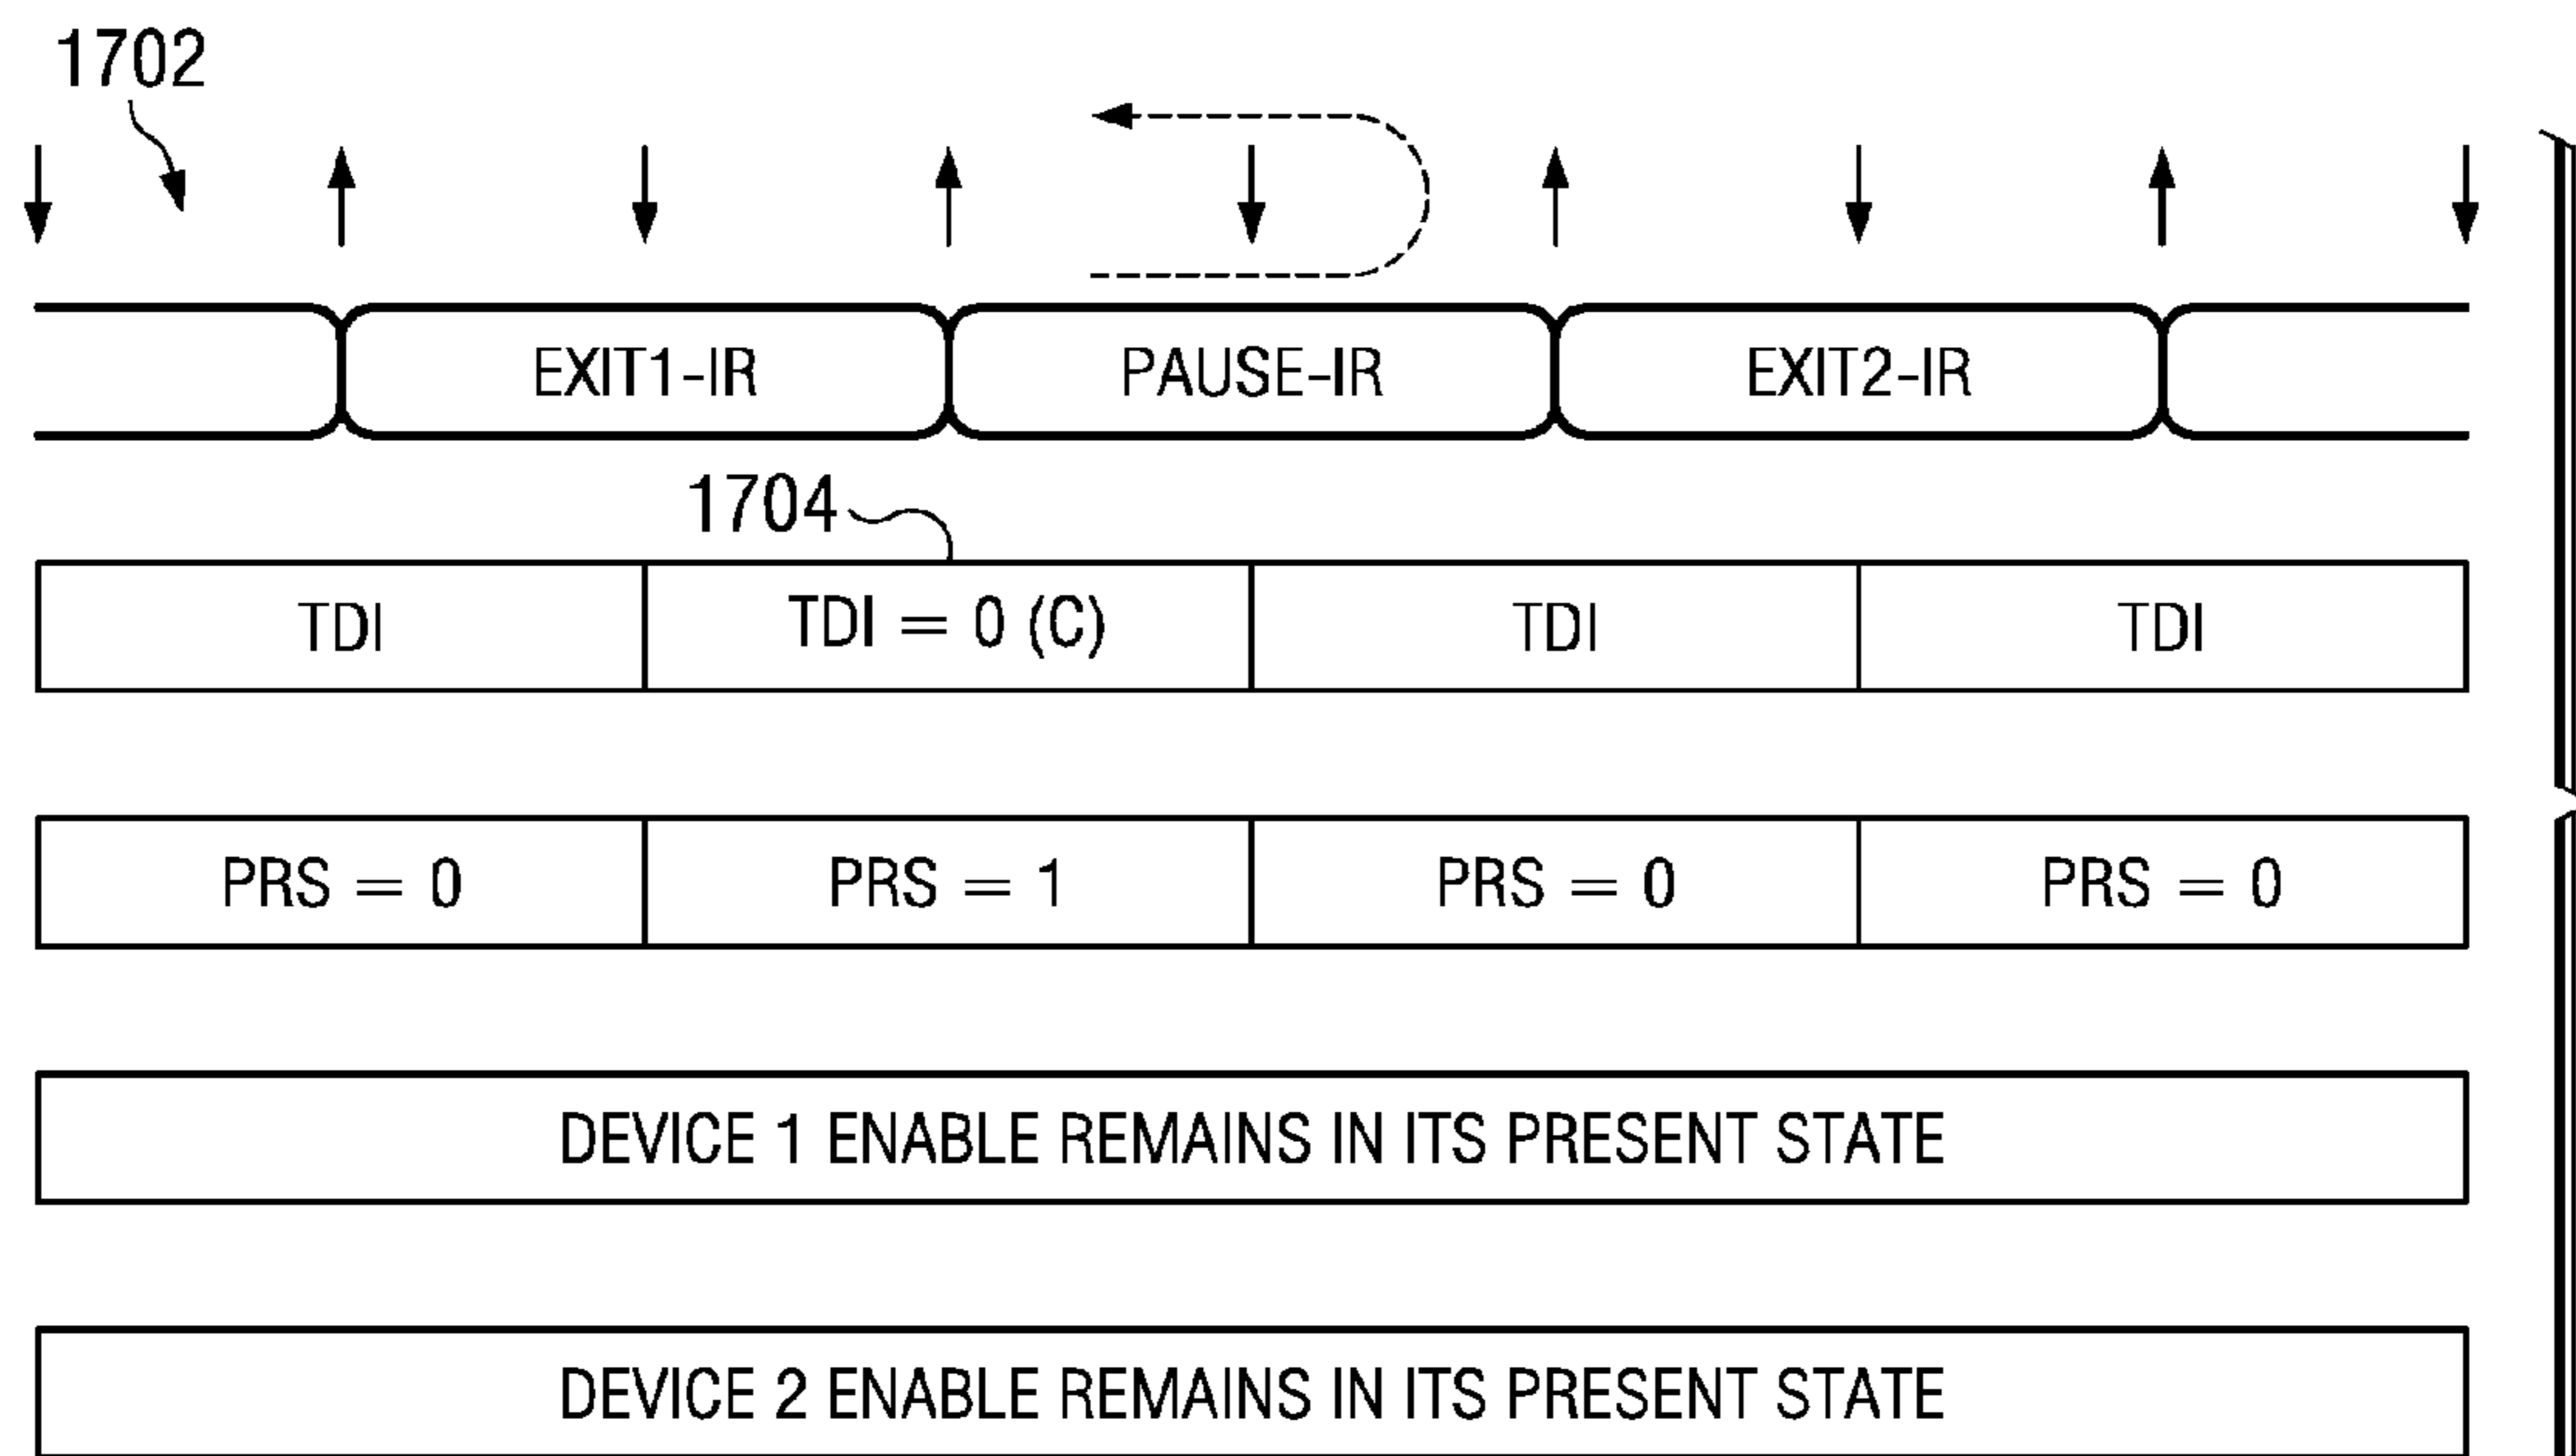 1702
EXIT1-IR PAUSE-IR EXIT2-IR
1704
TDI TDI = 0 (C) TDI TDI
PRS = 0 PRS = 1 PRS = 0 PRS = 0
DEVICE 1 ENABLE REMAINS IN ITS PRESENT STATE
DEVICE 2 ENABLE REMAINS IN ITS PRESENT STATE